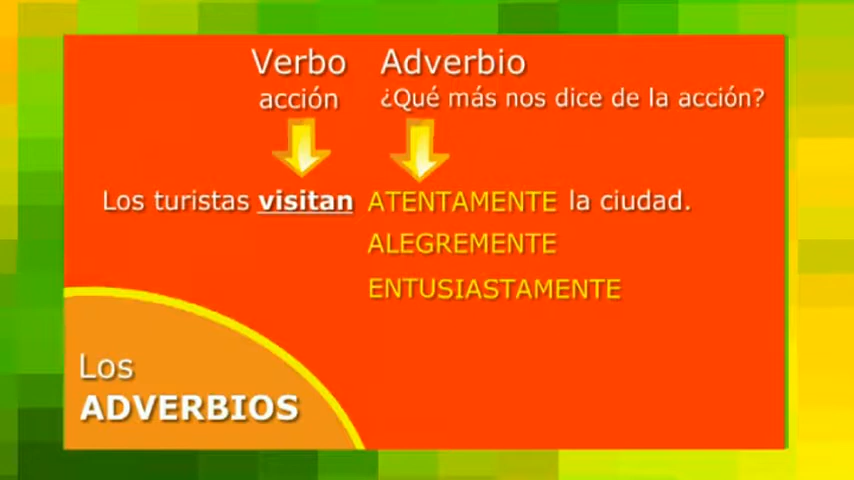 Verbo Adverbio
acción ¿Qué más nos dice de la acción?
Los turistas visitan ATENTAMENTE la ciudad.
ALEGREMENTE
ENTUSIASTAMENTE
Los
ADVERBIOS